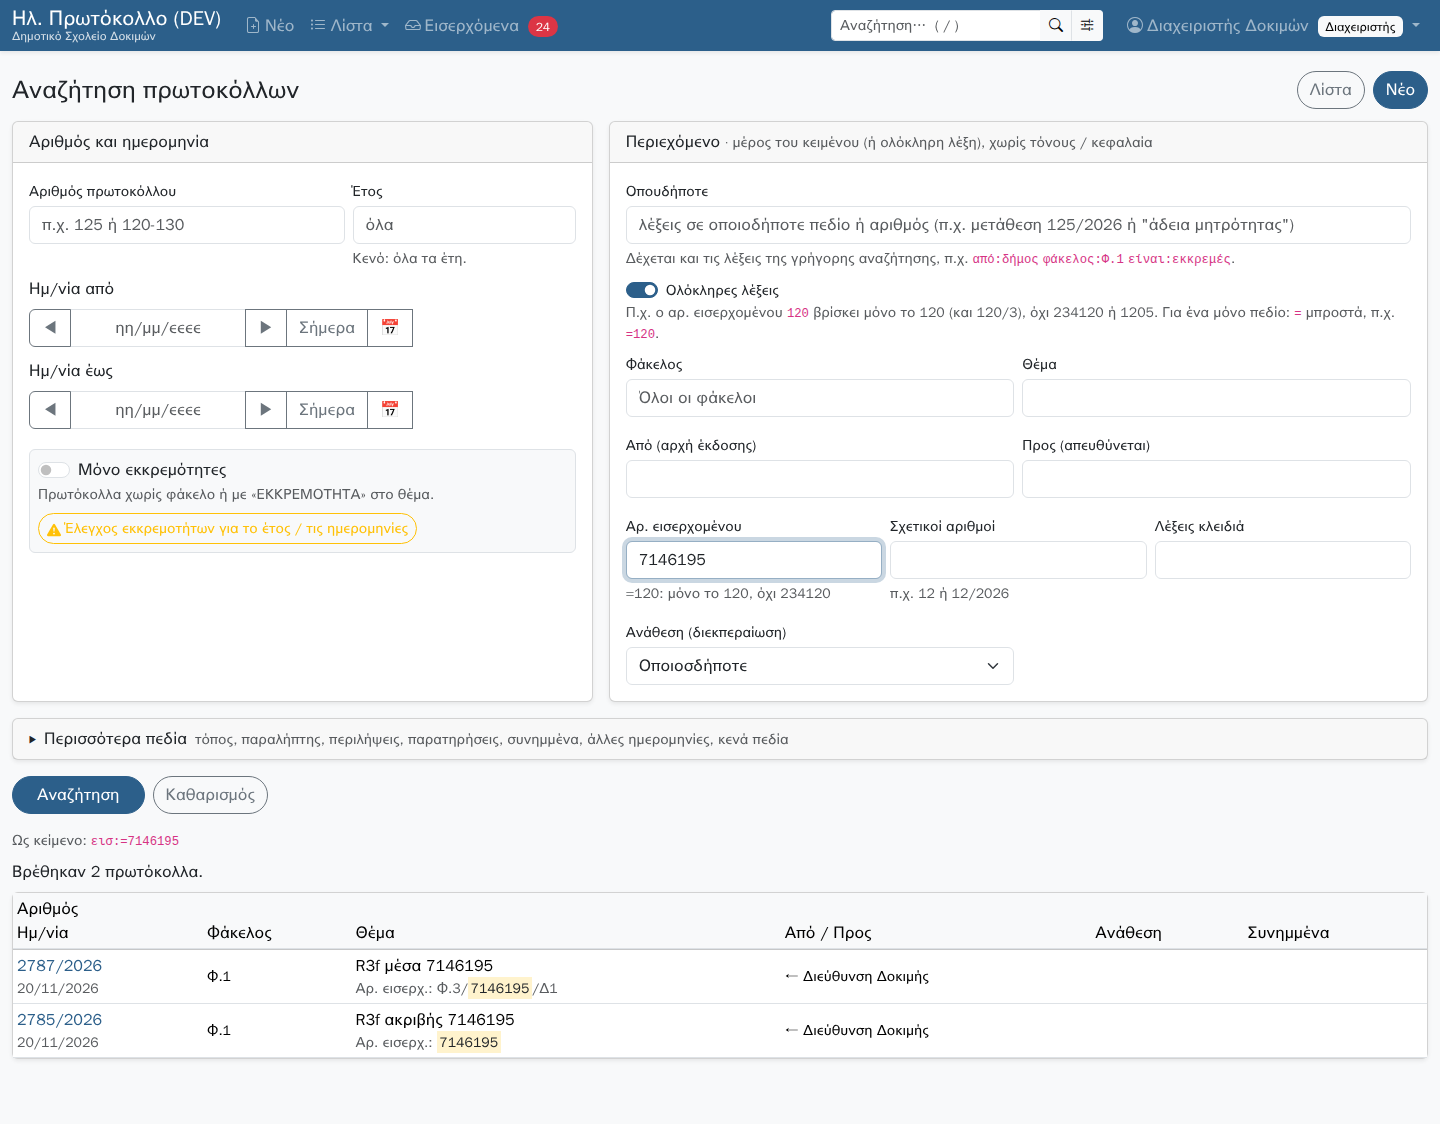 Ηλ. Πρωτόκολλο (DEV)
Δημοτικό Σχολείο Δοκιμών
Νέο
Λίστα
Εισερχόμενα 24
Αναζήτηση… ( / )
Διαχειριστής Δοκιμών Διαχειριστής
Αναζήτηση πρωτοκόλλων
Λίστα
Νέο
Αριθμός και ημερομηνία
Αριθμός πρωτοκόλλου
Έτος
π.χ. 125 ή 120-130
όλα
Κενό: όλα τα έτη.
Ημ/νία από
◀ ηη/μμ/εεεε ▶ Σήμερα
Ημ/νία έως
◀ ηη/μμ/εεεε ▶ Σήμερα
Μόνο εκκρεμότητες
Πρωτόκολλα χωρίς φάκελο ή με «ΕΚΚΡΕΜΟΤΗΤΑ» στο θέμα.
Έλεγχος εκκρεμοτήτων για το έτος / τις ημερομηνίες
Περιεχόμενο · μέρος του κειμένου (ή ολόκληρη λέξη), χωρίς τόνους / κεφαλαία
Οπουδήποτε
λέξεις σε οποιοδήποτε πεδίο ή αριθμός (π.χ. μετάθεση 125/2026 ή "άδεια μητρότητας")
Δέχεται και τις λέξεις της γρήγορης αναζήτησης, π.χ. από:δήμος φάκελος:Φ.1 είναι:εκκρεμές.
Ολόκληρες λέξεις
Π.χ. ο αρ. εισερχομένου 120 βρίσκει μόνο το 120 (και 120/3), όχι 234120 ή 1205. Για ένα μόνο πεδίο: = μπροστά, π.χ.
=120.
Φάκελος
Θέμα
Όλοι οι φάκελοι
Από (αρχή έκδοσης)
Προς (απευθύνεται)
Αρ. εισερχομένου
Σχετικοί αριθμοί
Λέξεις κλειδιά
7146195
=120: μόνο το 120, όχι 234120
π.χ. 12 ή 12/2026
Ανάθεση (διεκπεραίωση)
Οποιοσδήποτε
▸ Περισσότερα πεδία τόπος, παραλήπτης, περιλήψεις, παρατηρήσεις, συνημμένα, άλλες ημερομηνίες, κενά πεδία
Αναζήτηση
Καθαρισμός
Ως κείμενο: εισ:=7146195
Βρέθηκαν 2 πρωτόκολλα.
Αριθμός
Ημ/νία Φάκελος Θέμα Από / Προς Ανάθεση Συνημμένα
2787/2026
20/11/2026
Φ.1
R3f μέσα 7146195
Αρ. εισερχ.: Φ.3/7146195/Δ1
← Διεύθυνση Δοκιμής
2785/2026
20/11/2026
Φ.1
R3f ακριβής 7146195
Αρ. εισερχ.: 7146195
← Διεύθυνση Δοκιμής